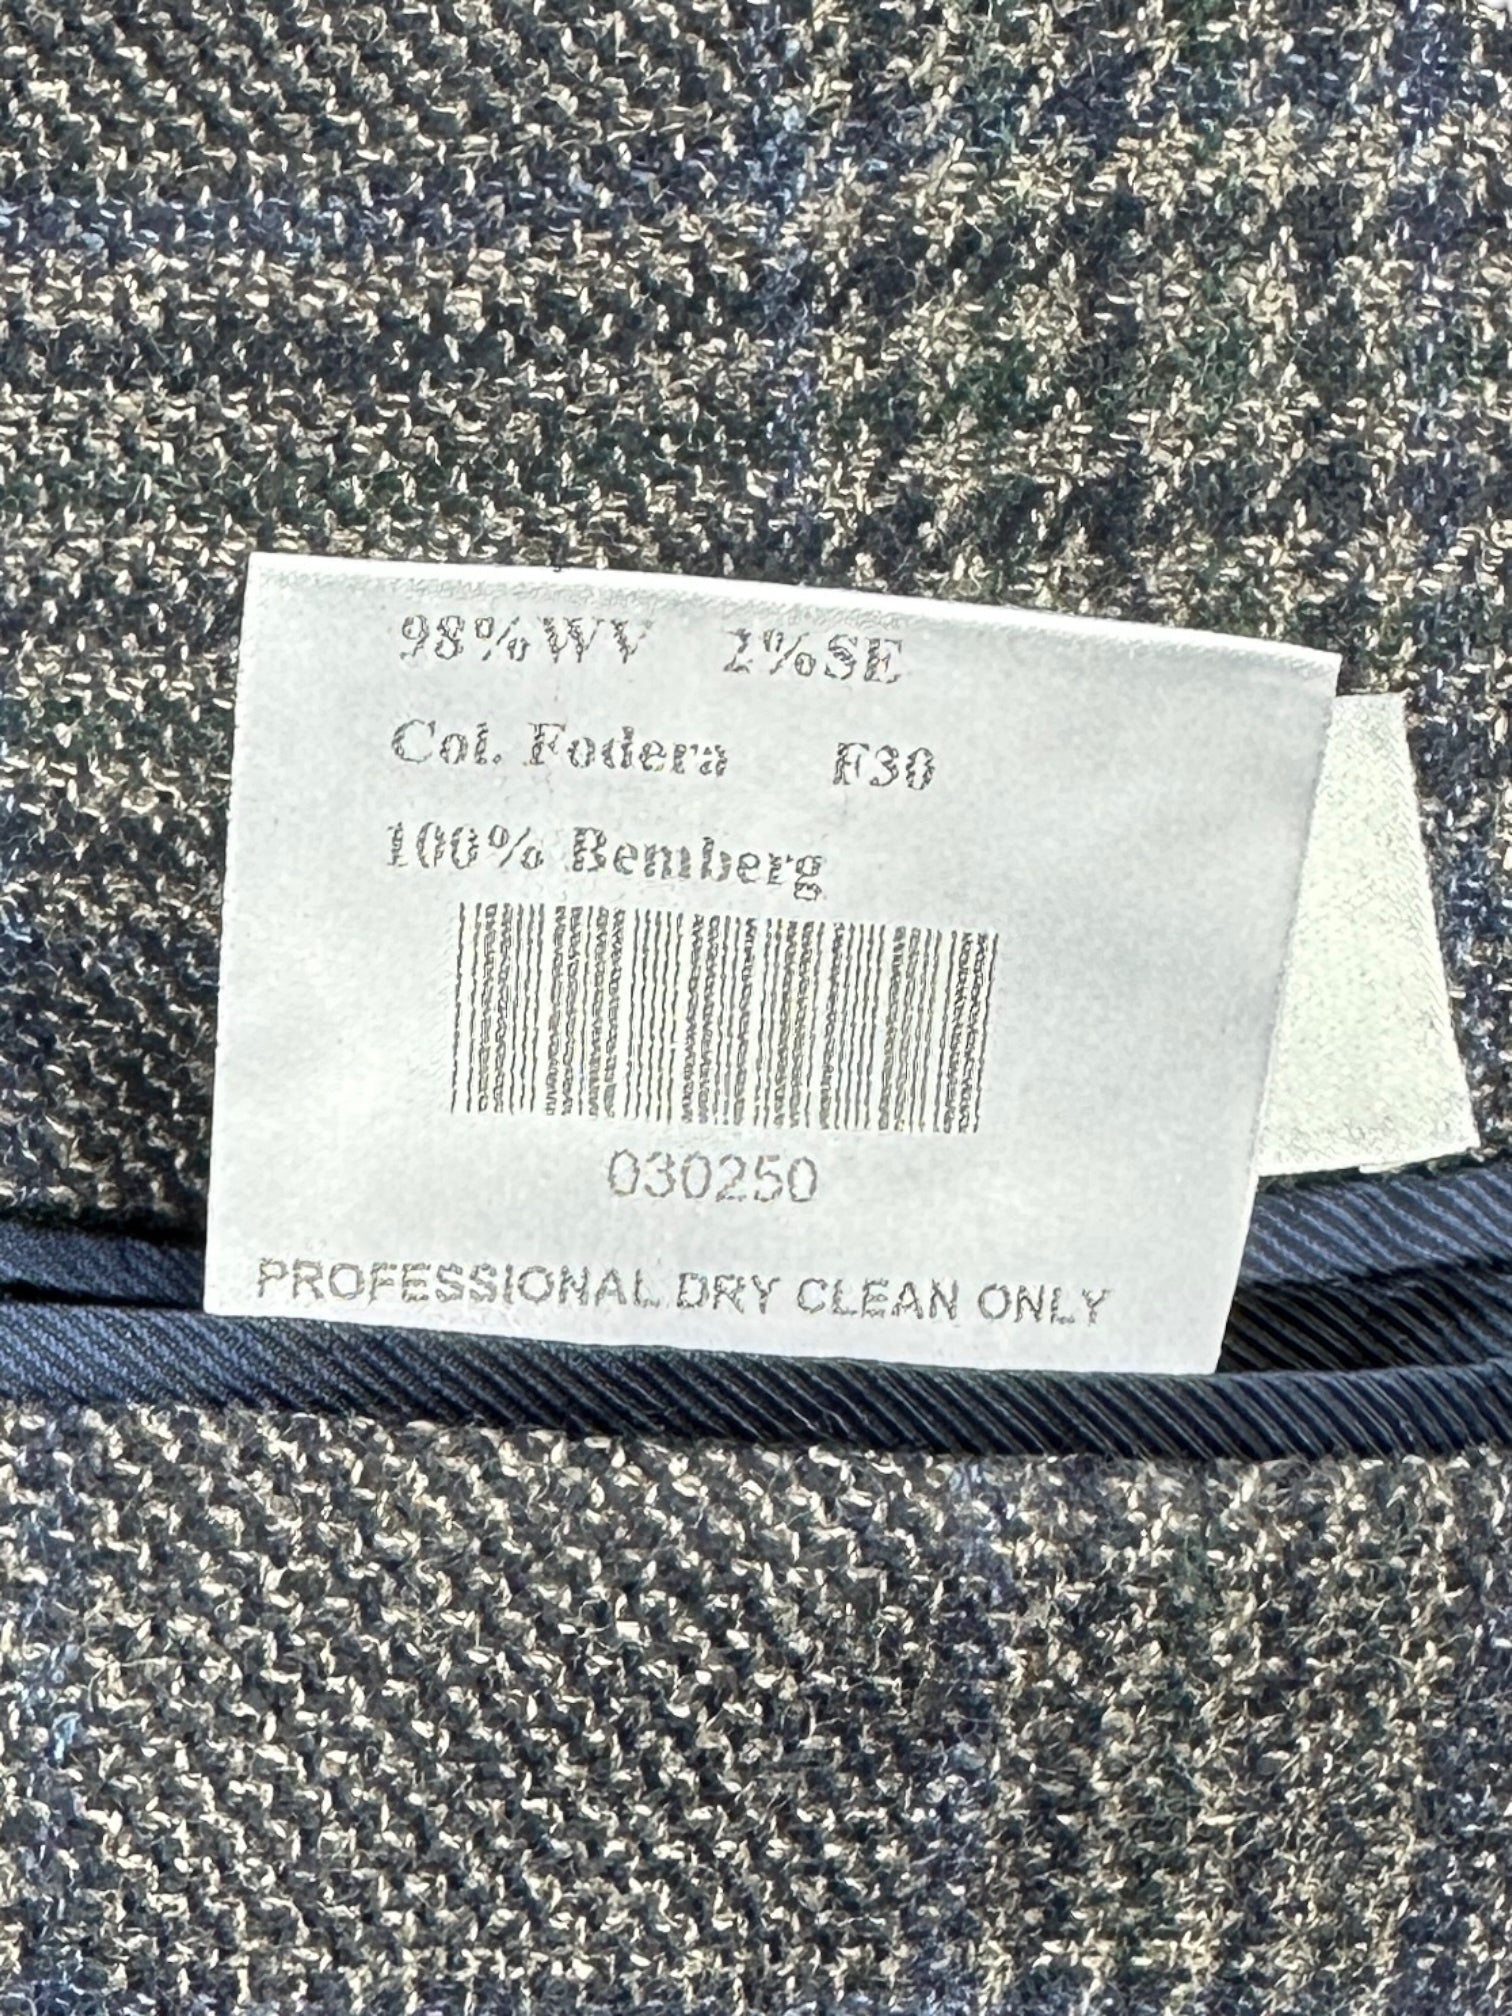 98% WV 2%SE
Col. Fodera F30
100% Bemberg
030250
PROFESSIONAL DRY CLEAN ONLY